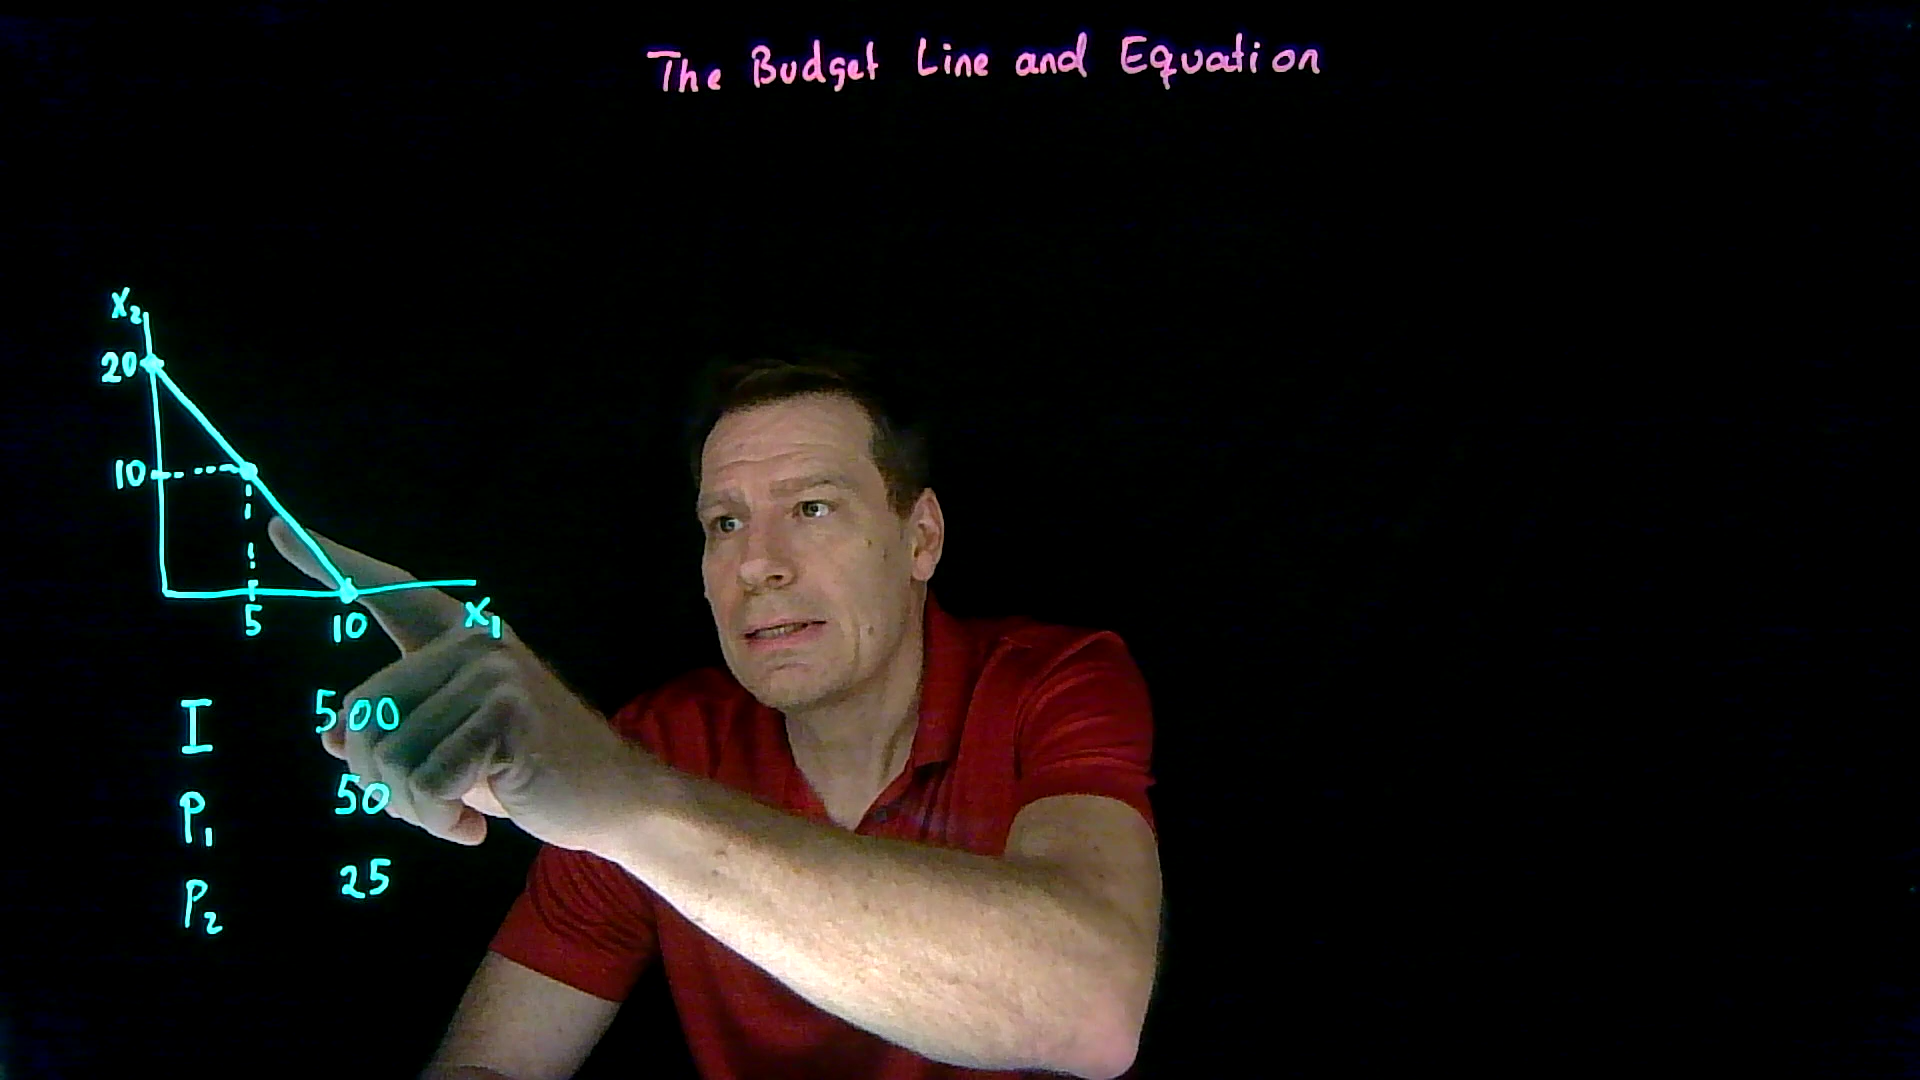 The Budget Line and Equation
x₂
20
10
5 10 x₁
I 500
P₁ 50
P₂ 25